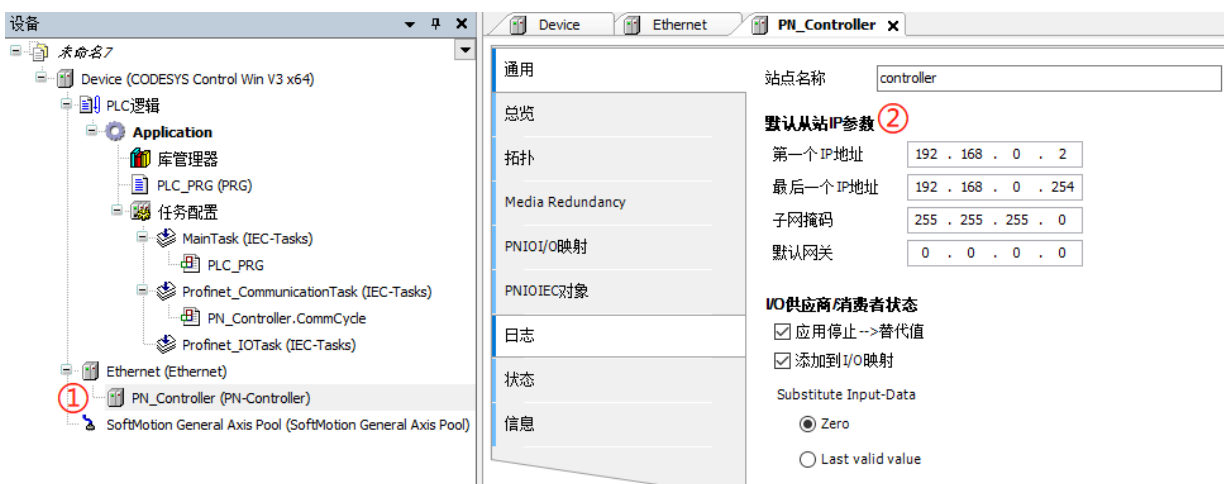 设备
未命名7
Device (CODESYS Control Win V3 x64)
PLC逻辑
Application
库管理器
PLC_PRG (PRG)
任务配置
MainTask (IEC-Tasks)
PLC_PRG
Profinet_CommunicationTask (IEC-Tasks)
PN_Controller.CommCycle
Profinet_IOTask (IEC-Tasks)
Ethernet (Ethernet)
① PN_Controller (PN-Controller)
SoftMotion General Axis Pool (SoftMotion General Axis Pool)
Device Ethernet PN_Controller
通用
总览
拓扑
Media Redundancy
PNIOI/O映射
PNIOIEC对象
日志
状态
信息
站点名称 controller
默认从站IP参数 ②
第一个IP地址 192 . 168 . 0 . 2
最后一个IP地址 192 . 168 . 0 . 254
子网掩码 255 . 255 . 255 . 0
默认网关 0 . 0 . 0 . 0
I/O供应商/消费者状态
应用停止-->替代值
添加到I/O映射
Substitute Input-Data
Zero
Last valid value